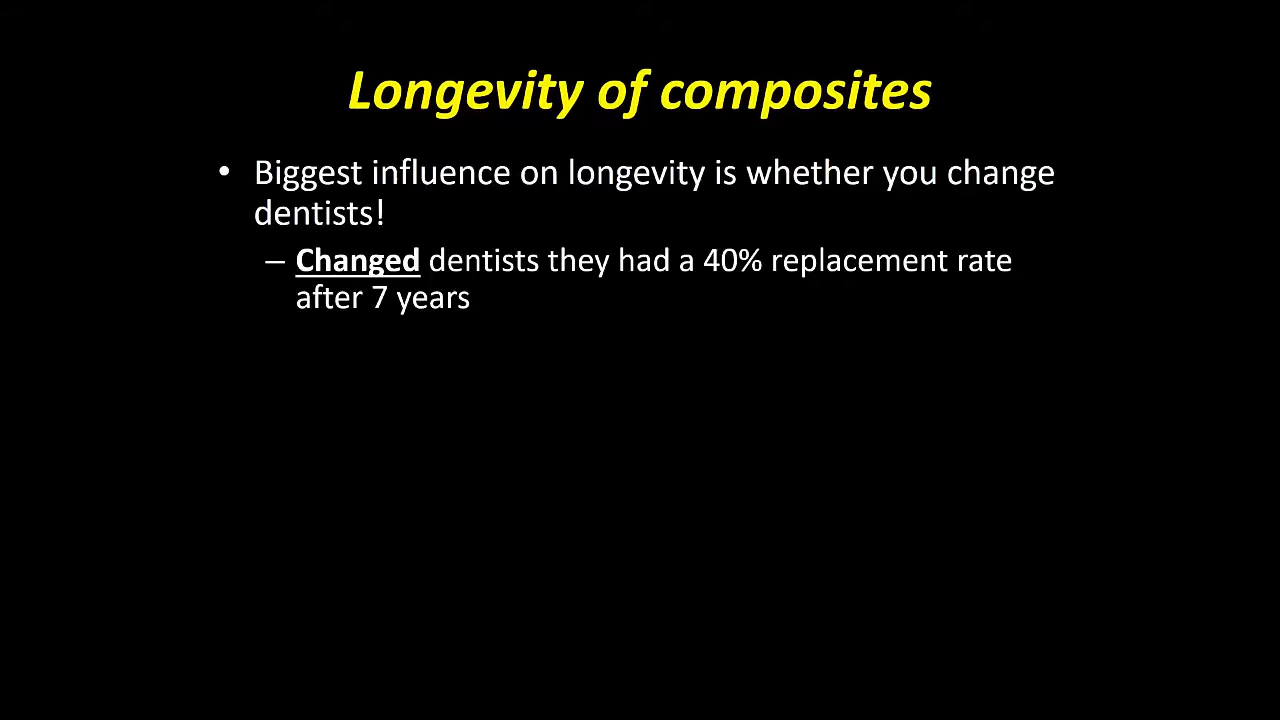 Longevity of composites
• Biggest influence on longevity is whether you change
dentists!
– Changed dentists they had a 40% replacement rate
after 7 years